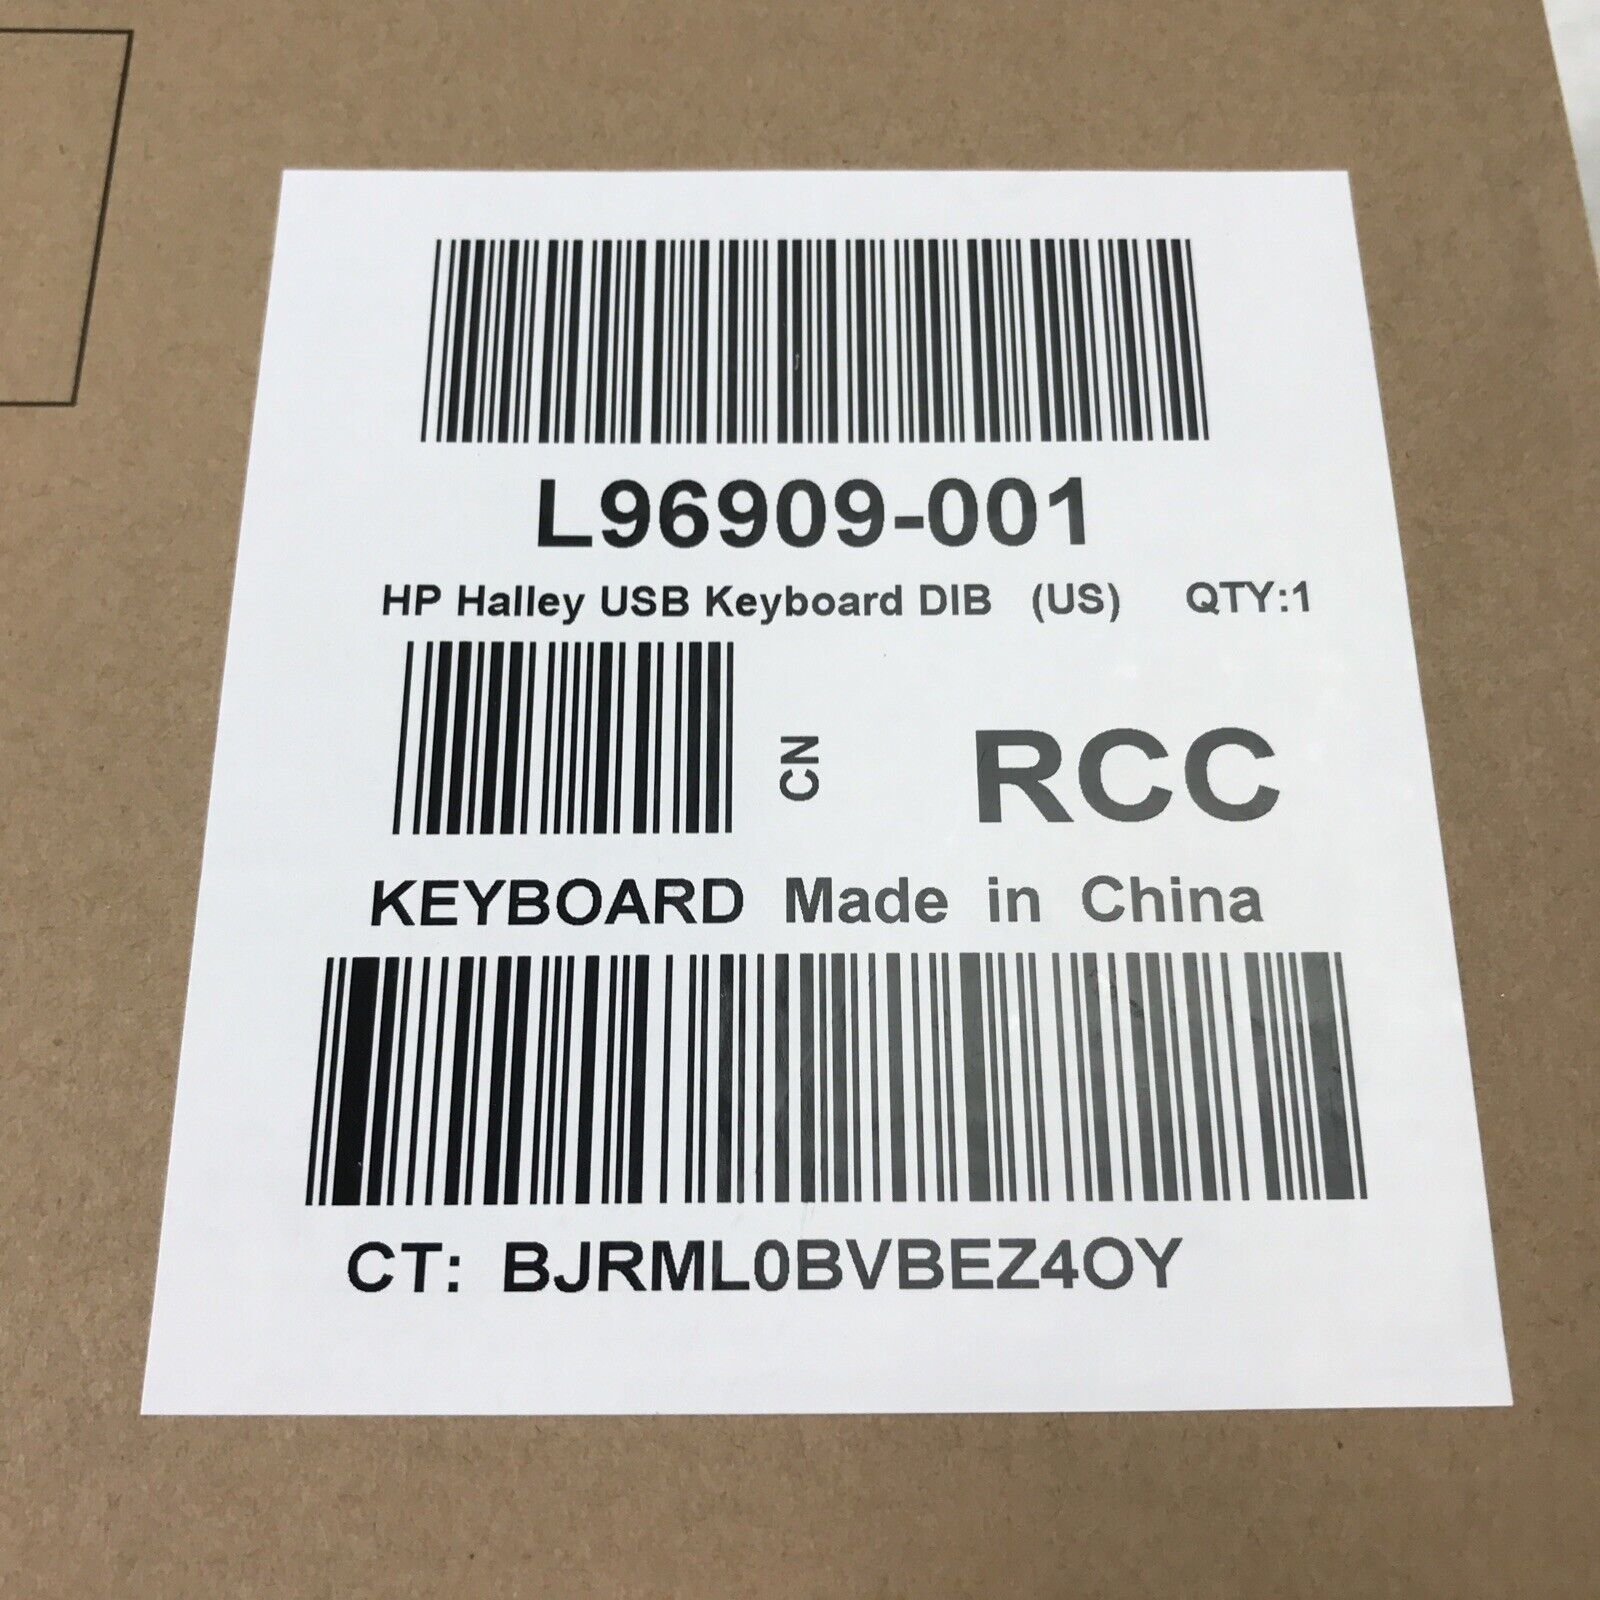 L96909-001
HP Halley USB Keyboard DIB (US) QTY:1
CN
RCC
KEYBOARD Made in China
CT: BJRML0BVBEZ4OY